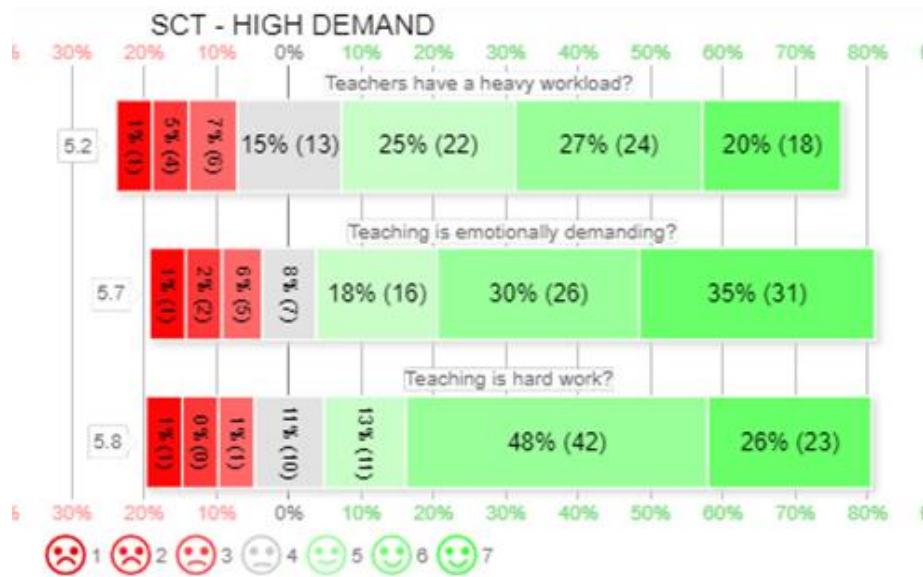 SCT - HIGH DEMAND
% 30% 20% 10% 0% 10% 20% 30% 40% 50% 60% 70% 80%
Teachers have a heavy workload?
5.2 1% (1) 5% (4) 7% (6) 15% (13) 25% (22) 27% (24) 20% (18)
Teaching is emotionally demanding?
5.7 1% (1) 2% (2) 6% (5) 8% (7) 18% (16) 30% (26) 35% (31)
Teaching is hard work?
5.8 1% (1) 0% (0) 1% (1) 11% (10) 13% (11) 48% (42) 26% (23)
% 30% 20% 10% 0% 10% 20% 30% 40% 50% 60% 70% 80%
1 2 3 4 5 6 7